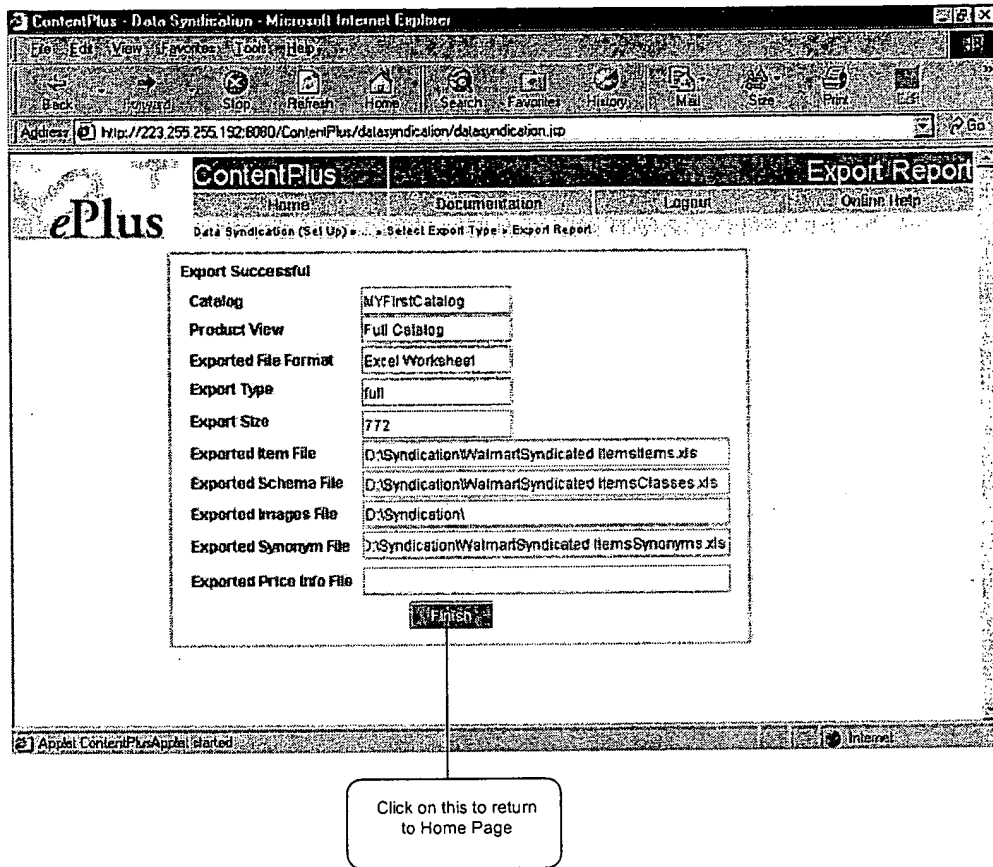 ContentPlus - Data Syndication - Microsoft Internet Explorer
File Edit View Favorites Tools Help
Back Forward Stop Refresh Home Search Favorites History Mail Size Print Edit
Address http://223.255.255.192:8080/ContentPlus/datasyndication/datasyndication.jsp Go
ePlus
ContentPlus Export Report
Home Documentation Logout Online Help
Data Syndication (Set Up) » ... » Select Export Type » Export Report
Export Successful
Catalog MYFirstCatalog
Product View Full Catalog
Exported File Format Excel Worksheet
Export Type full
Export Size 772
Exported Item File D:\Syndication\WalmartSyndicated ItemsItems.xls
Exported Schema File D:\Syndication\WalmartSyndicated ItemsClasses.xls
Exported Images File D:\Syndication\
Exported Synonym File D:\Syndication\WalmartSyndicated ItemsSynonyms.xls
Exported Price Info File
Finish
Applet ContentPlusApplet started Internet
Click on this to return
to Home Page